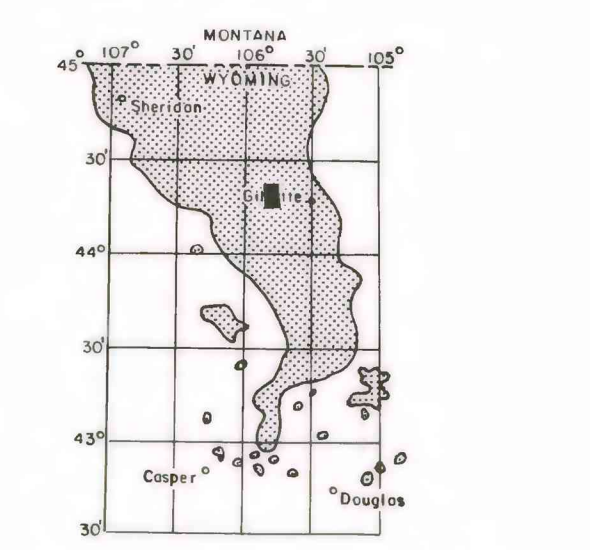 MONTANA
45° 107° 30' 106° 30' 105°
WYOMING
Sheridan
30'
44°
30'
43°
Casper
Douglas
30'